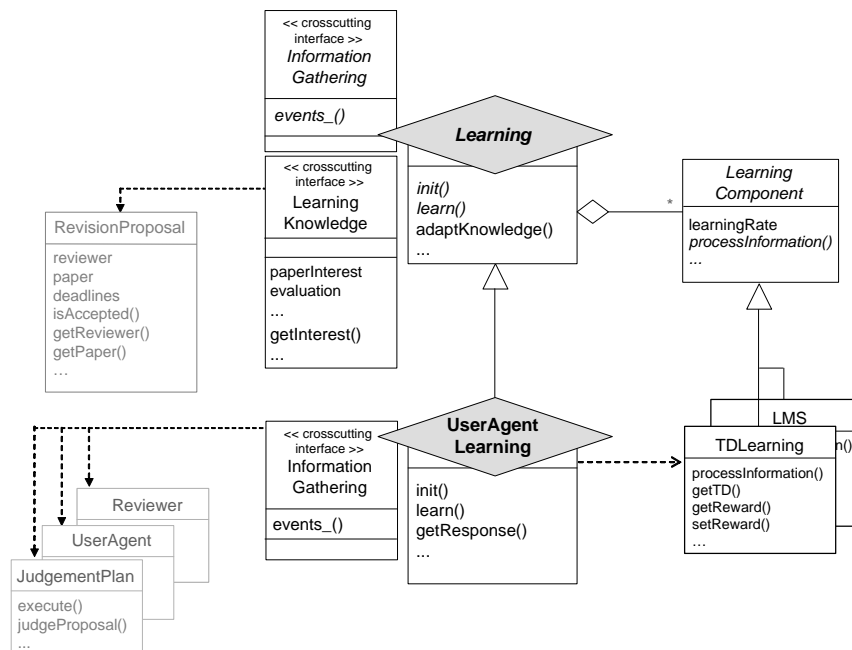 << crosscutting
interface >>
Information
Gathering
events_()
Learning
init()
learn()
adaptKnowledge()
...
*
Learning
Component
learningRate
processInformation()
...
<< crosscutting
interface >>
Learning
Knowledge
paperInterest
evaluation
...
getInterest()
...
RevisionProposal
reviewer
paper
deadlines
isAccepted()
getReviewer()
getPaper()
...
<< crosscutting
interface >>
Information
Gathering
events_()
UserAgent
Learning
init()
learn()
getResponse()
...
LMS
n()
TDLearning
processInformation()
getTD()
getReward()
setReward()
...
Reviewer
UserAgent
JudgementPlan
execute()
judgeProposal()
...